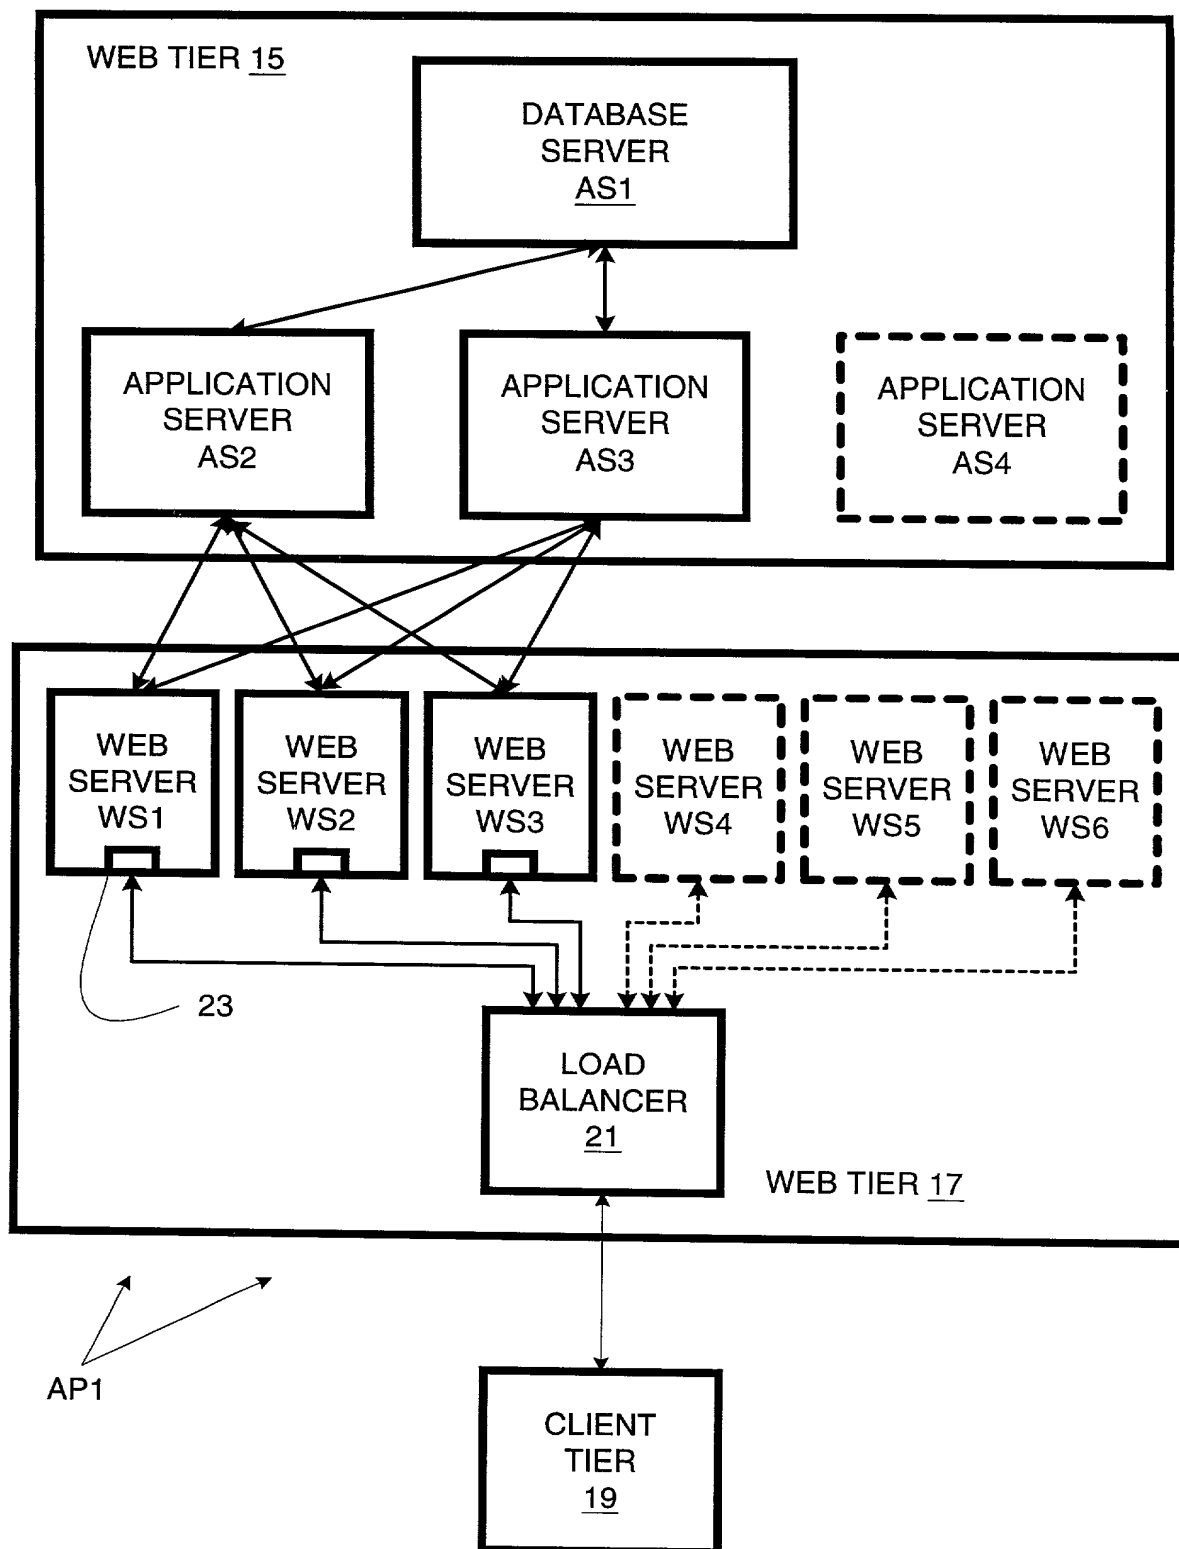 WEB TIER 15
DATABASE
SERVER
AS1
APPLICATION
SERVER
AS2
APPLICATION
SERVER
AS3
APPLICATION
SERVER
AS4
WEB
SERVER
WS1
WEB
SERVER
WS2
WEB
SERVER
WS3
WEB
SERVER
WS4
WEB
SERVER
WS5
WEB
SERVER
WS6
23
LOAD
BALANCER
21
WEB TIER 17
AP1
CLIENT
TIER
19